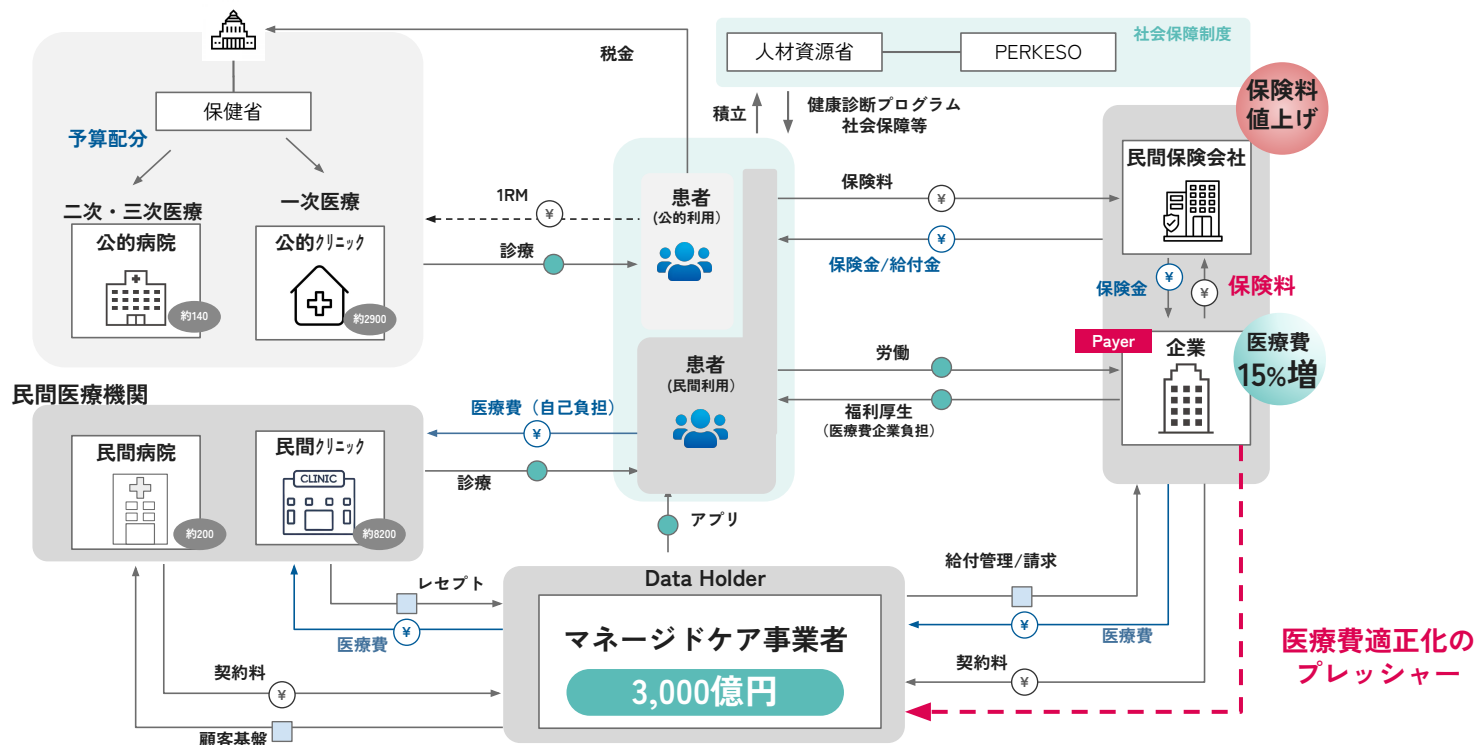 税金
社会保障制度
人材資源省
PERKESO
保健省
予算配分
積立
健康診断プログラム
社会保障等
保険料
値上げ
民間保険会社
二次・三次医療
公的病院
約140
一次医療
公的クリニック
約2900
1RM
¥
診療
患者
(公的利用)
保険料
¥
¥
保険金/給付金
保険金
¥
¥
保険料
Payer
企業
医療費
15%増
患者
(民間利用)
労働
福利厚生
(医療費企業負担)
民間医療機関
民間病院
約200
民間クリニック
CLINIC
約8200
医療費（自己負担）
¥
診療
アプリ
レセプト
¥
医療費
契約料
¥
顧客基盤
Data Holder
マネージドケア事業者
3,000億円
給付管理/請求
¥
医療費
契約料
¥
医療費適正化の
プレッシャー